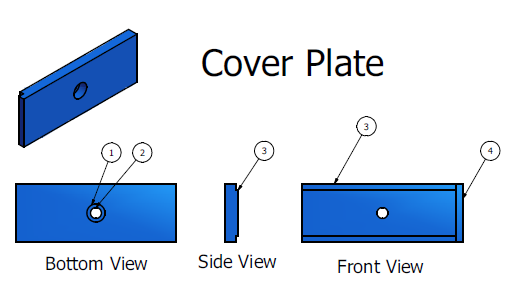 Cover Plate
1 2 3 3 4
Bottom View
Side View
Front View